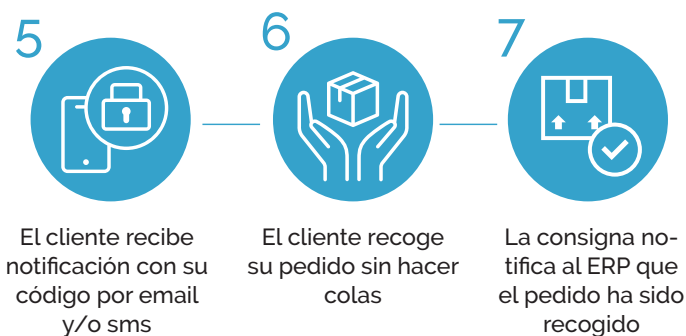 5
El cliente recibe
notificación con su
código por email
y/o sms
6
El cliente recoge
su pedido sin hacer
colas
7
La consigna no-
tifica al ERP que
el pedido ha sido
recogido